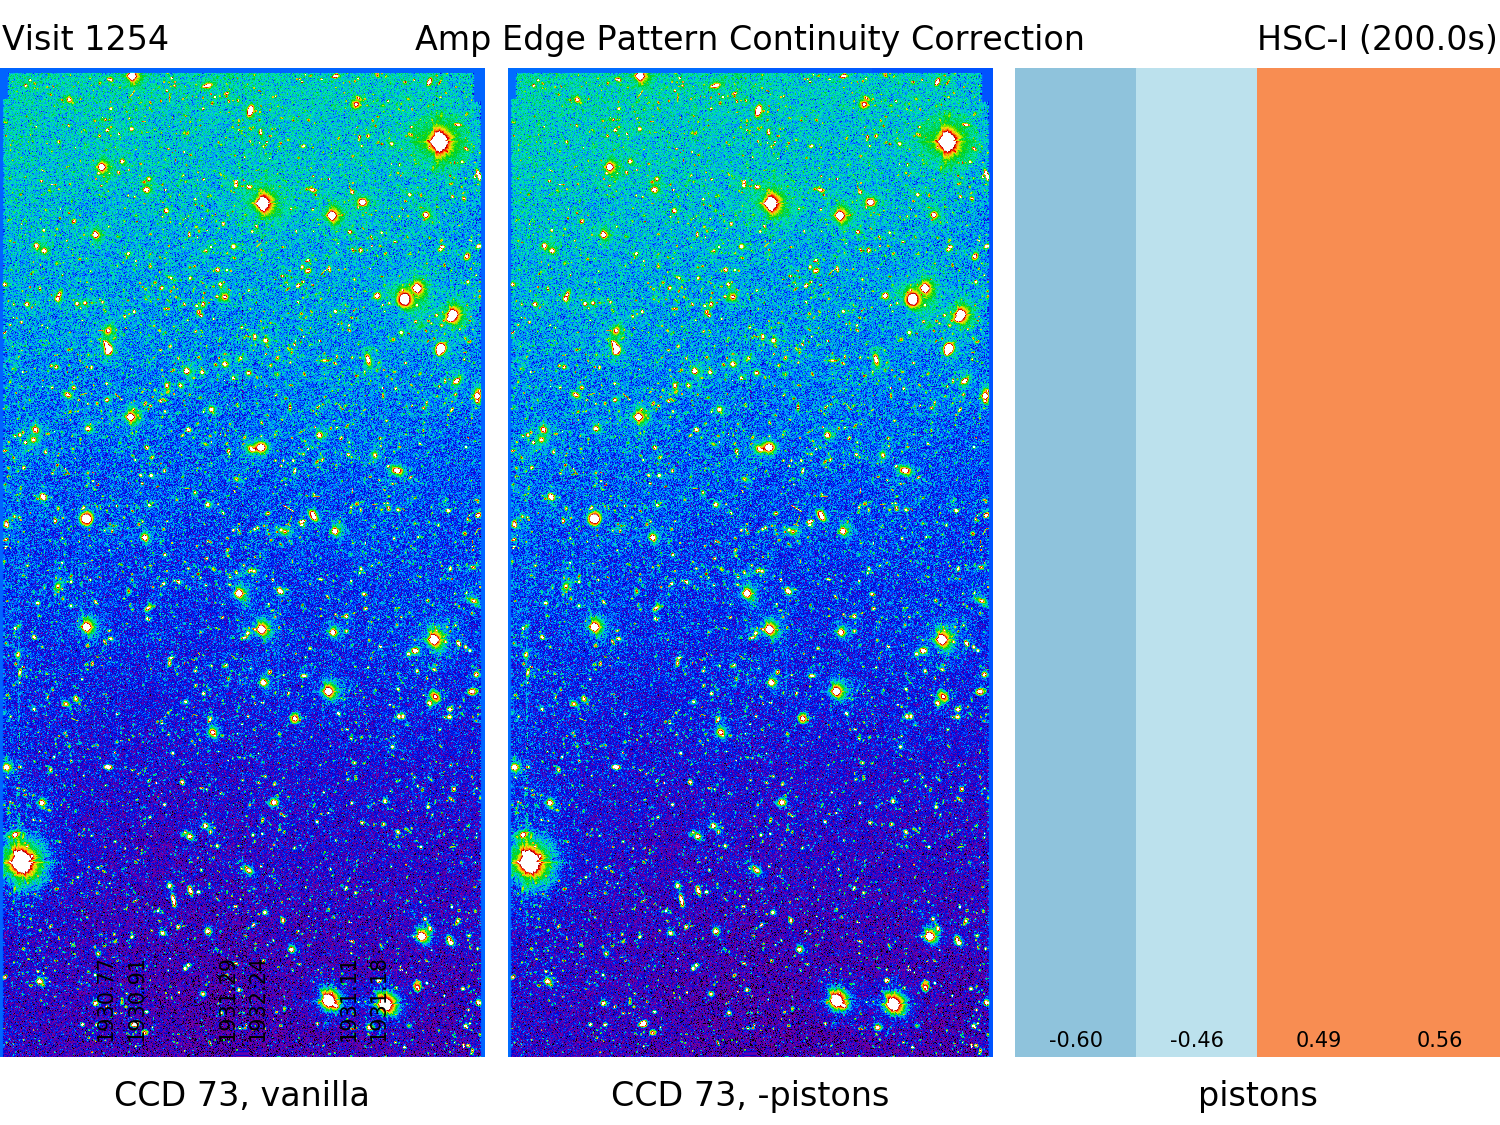 Visit 1254
Amp Edge Pattern Continuity Correction
HSC-I (200.0s)
1930.77
1930.91
1931.29
1932.24
1931.11
1931.18
-0.60
-0.46
0.49
0.56
CCD 73, vanilla
CCD 73, -pistons
pistons